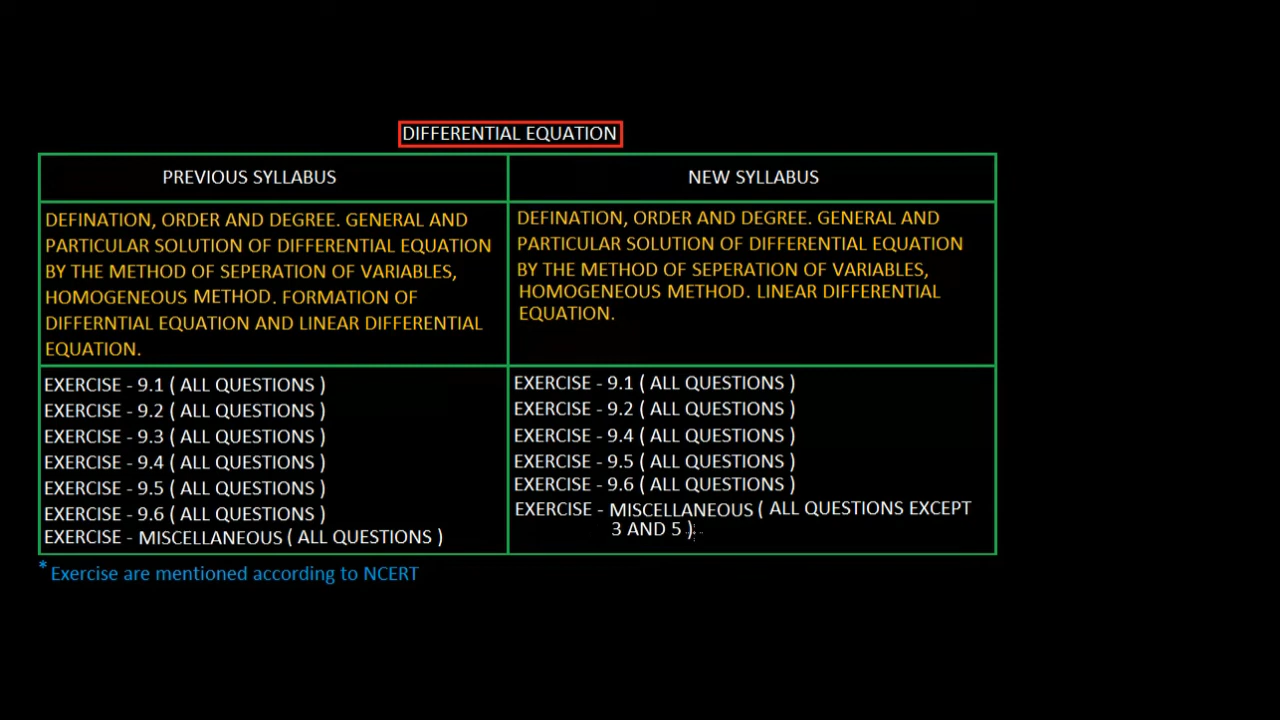 DIFFERENTIAL EQUATION
PREVIOUS SYLLABUS
NEW SYLLABUS
DEFINATION, ORDER AND DEGREE. GENERAL AND
PARTICULAR SOLUTION OF DIFFERENTIAL EQUATION
BY THE METHOD OF SEPERATION OF VARIABLES,
HOMOGENEOUS METHOD. FORMATION OF
DIFFERNTIAL EQUATION AND LINEAR DIFFERENTIAL
EQUATION.
DEFINATION, ORDER AND DEGREE. GENERAL AND
PARTICULAR SOLUTION OF DIFFERENTIAL EQUATION
BY THE METHOD OF SEPERATION OF VARIABLES,
HOMOGENEOUS METHOD. LINEAR DIFFERENTIAL
EQUATION.
EXERCISE - 9.1 ( ALL QUESTIONS )
EXERCISE - 9.2 ( ALL QUESTIONS )
EXERCISE - 9.3 ( ALL QUESTIONS )
EXERCISE - 9.4 ( ALL QUESTIONS )
EXERCISE - 9.5 ( ALL QUESTIONS )
EXERCISE - 9.6 ( ALL QUESTIONS )
EXERCISE - MISCELLANEOUS ( ALL QUESTIONS )
EXERCISE - 9.1 ( ALL QUESTIONS )
EXERCISE - 9.2 ( ALL QUESTIONS )
EXERCISE - 9.4 ( ALL QUESTIONS )
EXERCISE - 9.5 ( ALL QUESTIONS )
EXERCISE - 9.6 ( ALL QUESTIONS )
EXERCISE - MISCELLANEOUS ( ALL QUESTIONS EXCEPT
3 AND 5 ).
* Exercise are mentioned according to NCERT